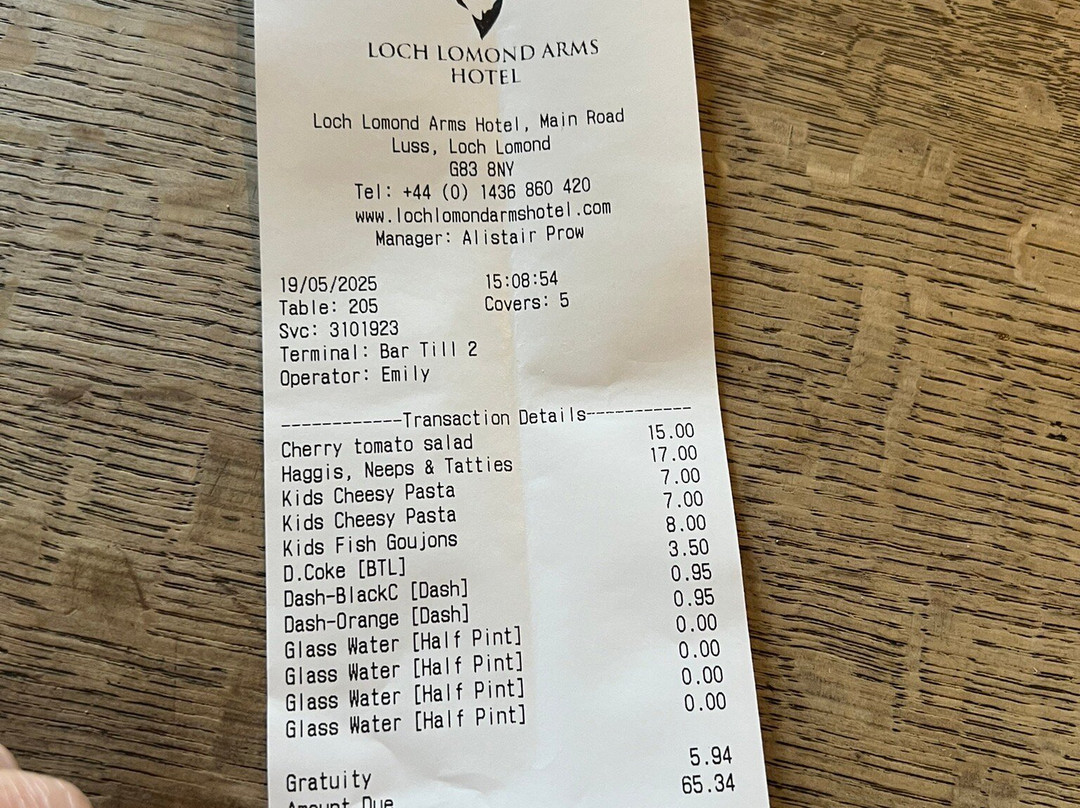 LOCH LOMOND ARMS
HOTEL
Loch Lomond Arms Hotel, Main Road
Luss, Loch Lomond
G83 8NY
Tel: +44 (0) 1436 860 420
www.lochlomondarmshotel.com
Manager: Alistair Prow
19/05/2025 15:08:54
Table: 205 Covers: 5
Svc: 3101923
Terminal: Bar Till 2
Operator: Emily
------------Transaction Details-----------
Cherry tomato salad 15.00
Haggis, Neeps & Tatties 17.00
Kids Cheesy Pasta 7.00
Kids Cheesy Pasta 7.00
Kids Fish Goujons 8.00
D.Coke [BTL] 3.50
Dash-BlackC [Dash] 0.95
Dash-Orange [Dash] 0.95
Glass Water [Half Pint] 0.00
Glass Water [Half Pint] 0.00
Glass Water [Half Pint] 0.00
Glass Water [Half Pint] 0.00
Gratuity 5.94
Amount Due 65.34